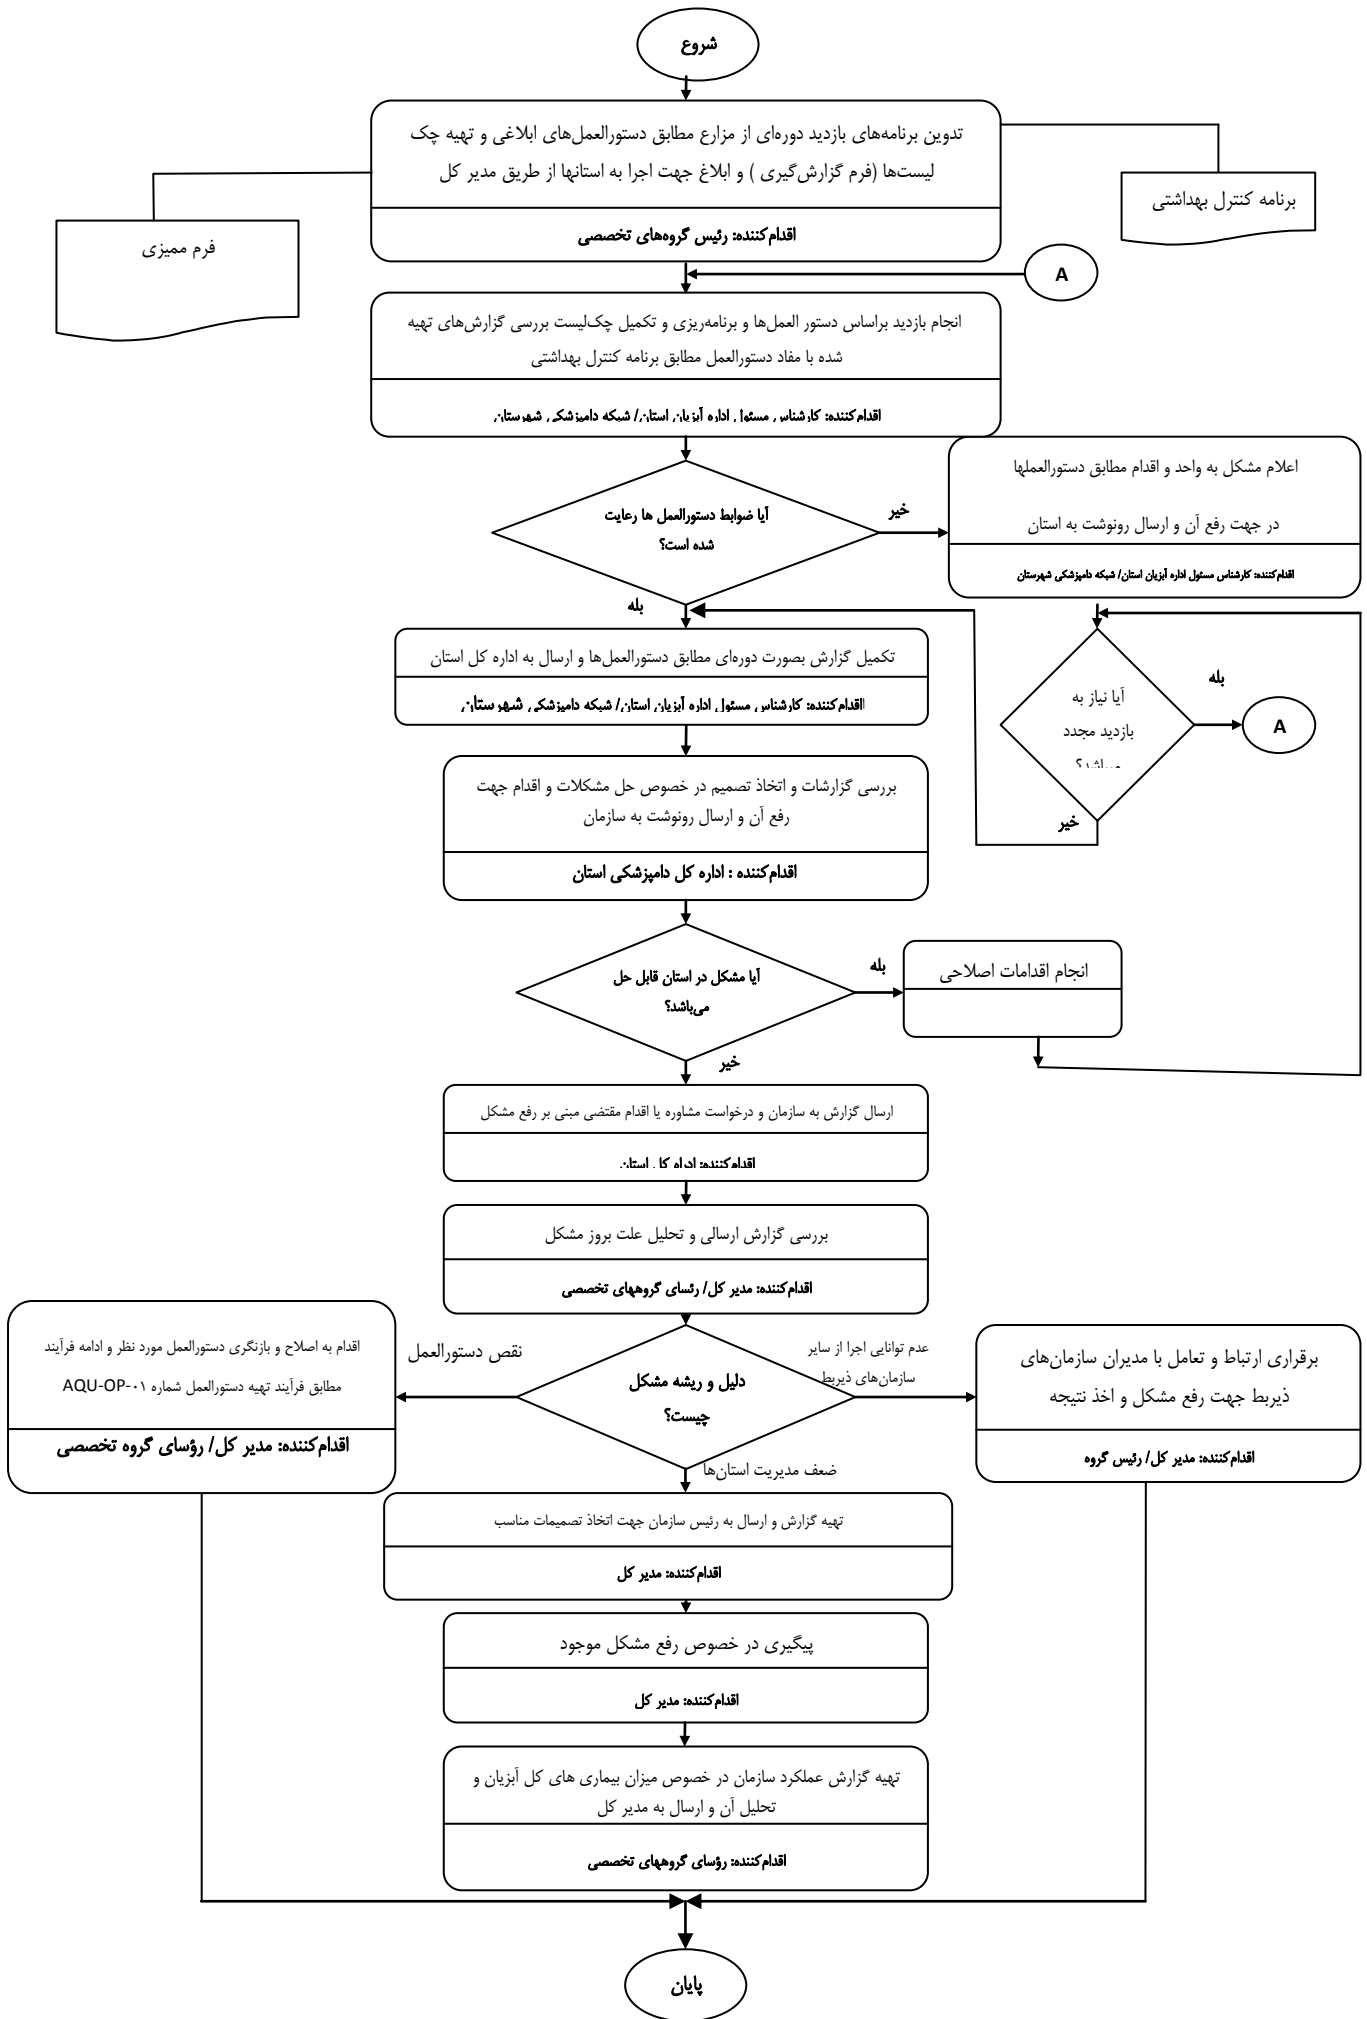 شروع
تدوین برنامه‌های بازدید دوره‌ای از مزارع مطابق دستورالعمل‌های ابلاغی و تهیه چک
لیست‌ها (فرم گزارش‌گیری ) و ابلاغ جهت اجرا به استانها از طریق مدیر کل
اقدام‌کننده: رئیس گروه‌های تخصصی
برنامه کنترل بهداشتی
فرم ممیزی
A
انجام بازدید براساس دستور العمل‌ها و برنامه‌ریزی و تکمیل چک‌لیست بررسی گزارش‌های تهیه
شده با مفاد دستورالعمل مطابق برنامه کنترل بهداشتی
اقدام‌کننده: کارشناس مسئول اداره آبزیان استان/ شبکه دامپزشکی شهرستان
آیا ضوابط دستورالعمل ها رعایت
شده است؟
خیر
اعلام مشکل به واحد و اقدام مطابق دستورالعملها
در جهت رفع آن و ارسال رونوشت به استان
اقدام‌کننده: کارشناس مسئول اداره آبزیان استان/ شبکه دامپزشکی شهرستان
بله
تکمیل گزارش بصورت دوره‌ای مطابق دستورالعمل‌ها و ارسال به اداره کل استان
ااقدام‌کننده: کارشناس مسئول اداره آبزیان استان/ شبکه دامپزشکی شهرستان
آیا نیاز به
بازدید مجدد
میباشد؟
بله
A
خیر
بررسی گزارشات و اتخاذ تصمیم در خصوص حل مشکلات و اقدام جهت
رفع آن و ارسال رونوشت به سازمان
اقدام‌کننده : اداره کل دامپزشکی استان
آیا مشکل در استان قابل حل
می‌باشد؟
بله
انجام اقدامات اصلاحی
خیر
ارسال گزارش به سازمان و درخواست مشاوره یا اقدام مقتضی مبنی بر رفع مشکل
اقدام‌کننده: ادراه کل استان
بررسی گزارش ارسالی و تحلیل علت بروز مشکل
اقدام‌کننده: مدیر کل/ رئسای گروههای تخصصی
دلیل و ریشه مشکل
چیست؟
نقص دستورالعمل
اقدام به اصلاح و بازنگری دستورالعمل مورد نظر و ادامه فرآیند
مطابق فرآیند تهیه دستورالعمل شماره AQU-OP-۰۱
اقدام‌کننده: مدیر کل/ رؤسای گروه تخصصی
عدم توانایی اجرا از سایر
سازمان‌های ذیربط
برقراری ارتباط و تعامل با مدیران سازمان‌های
ذیربط جهت رفع مشکل و اخذ نتیجه
اقدام‌کننده: مدیر کل/ رئیس گروه
ضعف مدیریت استان‌ها
تهیه گزارش و ارسال به رئیس سازمان جهت اتخاذ تصمیمات مناسب
اقدام‌کننده: مدیر کل
پیگیری در خصوص رفع مشکل موجود
اقدام‌کننده: مدیر کل
تهیه گزارش عملکرد سازمان در خصوص میزان بیماری های کل آبزیان و
تحلیل آن و ارسال به مدیر کل
اقدام‌کننده: رؤسای گروههای تخصصی
پایان